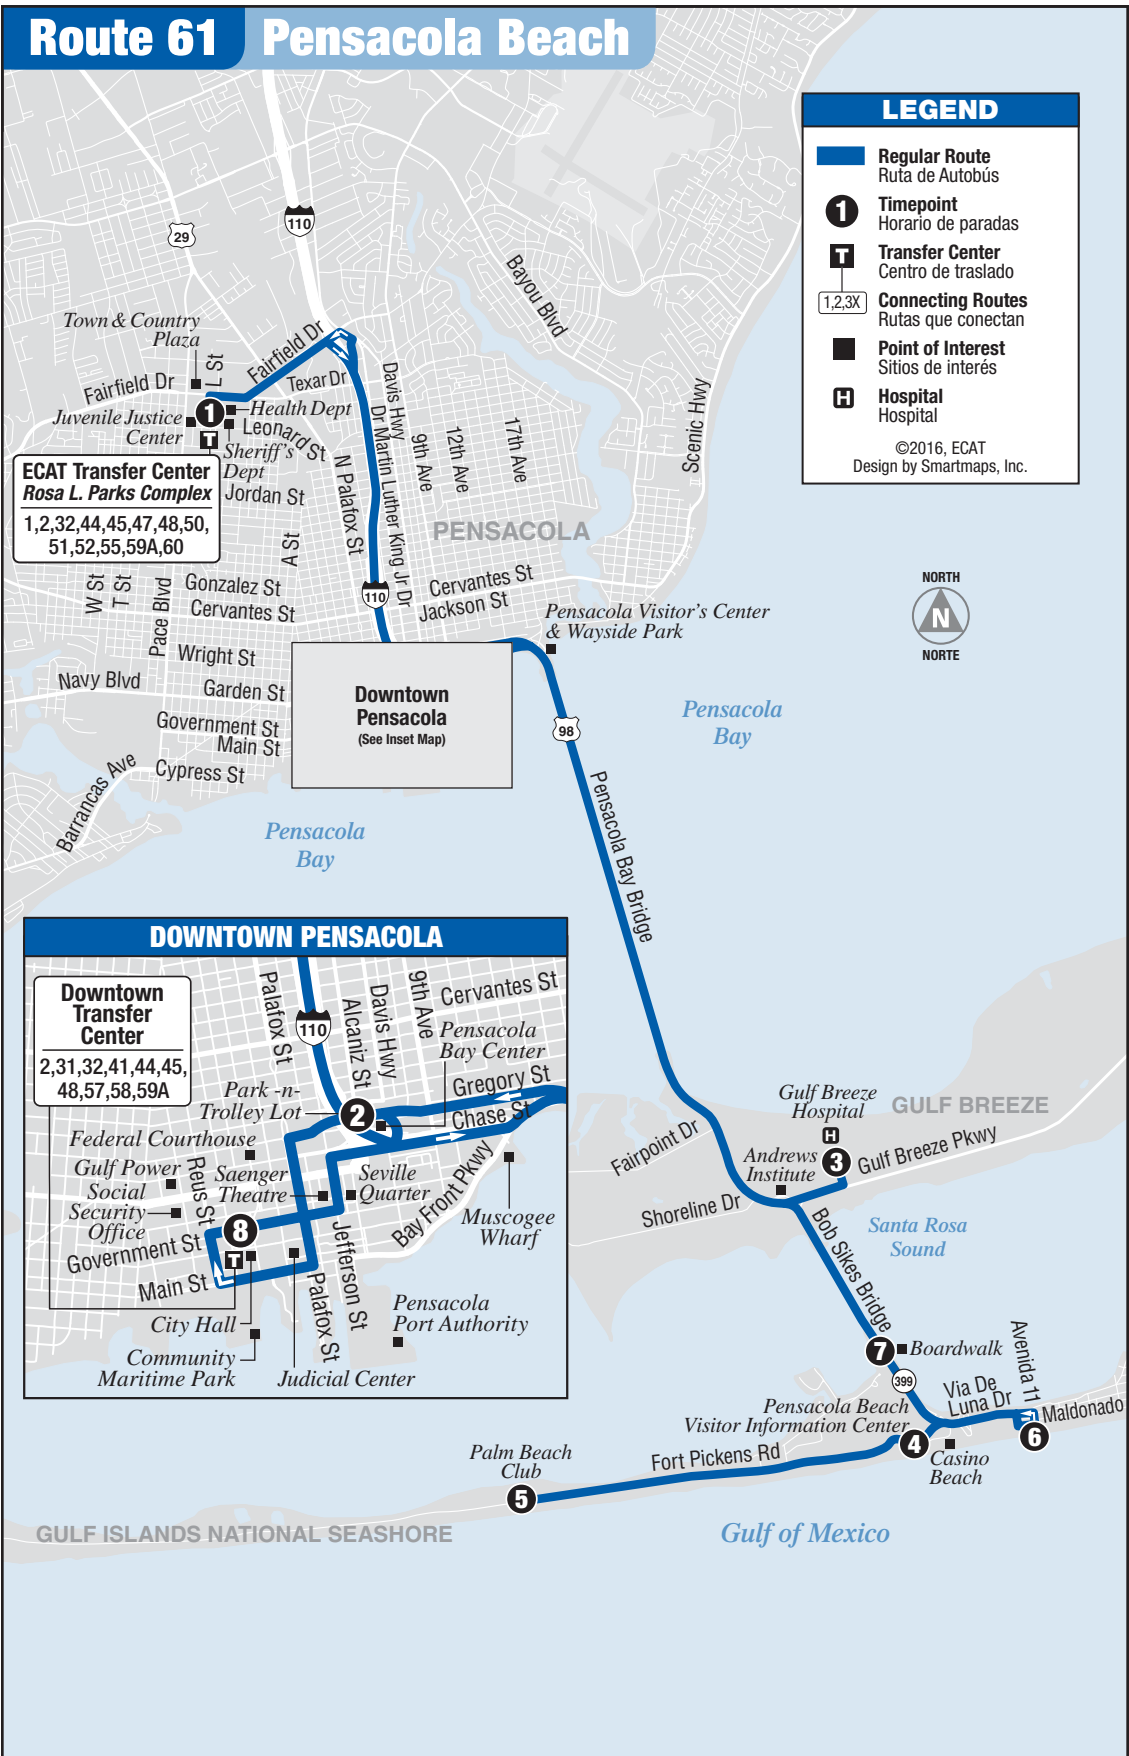 Route 61
Pensacola Beach
LEGEND
Regular Route
Ruta de Autobús
1
Timepoint
Horario de paradas
T
Transfer Center
Centro de traslado
1,2,3X
Connecting Routes
Rutas que conectan
Point of Interest
Sitios de interés
H
Hospital
Hospital
©2016, ECAT
Design by Smartmaps, Inc.
110
29
Bayou Blvd
Town & Country
Plaza
L St
Fairfield Dr
Fairfield Dr
Texar Dr
Davis Hwy
Scenic Hwy
Juvenile Justice
Center
1
T
Health Dept
Leonard St
Sheriff's
Dept
Dr Martin Luther King Jr Dr
9th Ave
12th Ave
17th Ave
ECAT Transfer Center
Rosa L. Parks Complex
1,2,32,44,45,47,48,50,
51,52,55,59A,60
Jordan St
N Palafox St
PENSACOLA
A St
W St
T St
Pace Blvd
Gonzalez St
Cervantes St
110
Cervantes St
Jackson St
NORTH
N
NORTE
Pensacola Visitor's Center
& Wayside Park
Wright St
Navy Blvd
Garden St
Downtown
Pensacola
(See Inset Map)
Government St
Main St
Cypress St
Barrancas Ave
98
Pensacola
Bay
Pensacola
Bay
Pensacola Bay Bridge
DOWNTOWN PENSACOLA
Downtown
Transfer
Center
2,31,32,41,44,45,
48,57,58,59A
Palafox St
110
Alcaniz St
Davis Hwy
9th Ave
Cervantes St
Pensacola
Bay Center
Park -n-
Trolley Lot
2
Gregory St
Chase St
Federal Courthouse
Gulf Power
Social
Security
Office
Reus St
Saenger
Theatre
Seville
Quarter
Bay Front Pkwy
Muscogee
Wharf
8
T
Government St
Main St
Jefferson St
Palafox St
City Hall
Community
Maritime Park
Judicial Center
Pensacola
Port Authority
Gulf Breeze
Hospital
H
GULF BREEZE
Fairpoint Dr
Andrews
Institute
3
Gulf Breeze Pkwy
Shoreline Dr
Santa Rosa
Sound
Bob Sikes Bridge
7
Boardwalk
399
Avenida 11
Via De
Luna Dr
Maldonado
Pensacola Beach
Visitor Information Center
4
6
Casino
Beach
Palm Beach
Club
5
Fort Pickens Rd
GULF ISLANDS NATIONAL SEASHORE
Gulf of Mexico